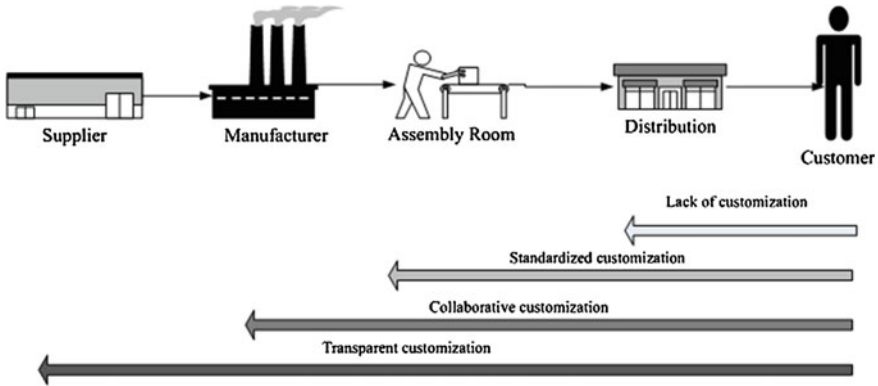 Supplier
Manufacturer
Assembly Room
Distribution
Customer
Lack of customization
Standardized customization
Collaborative customization
Transparent customization